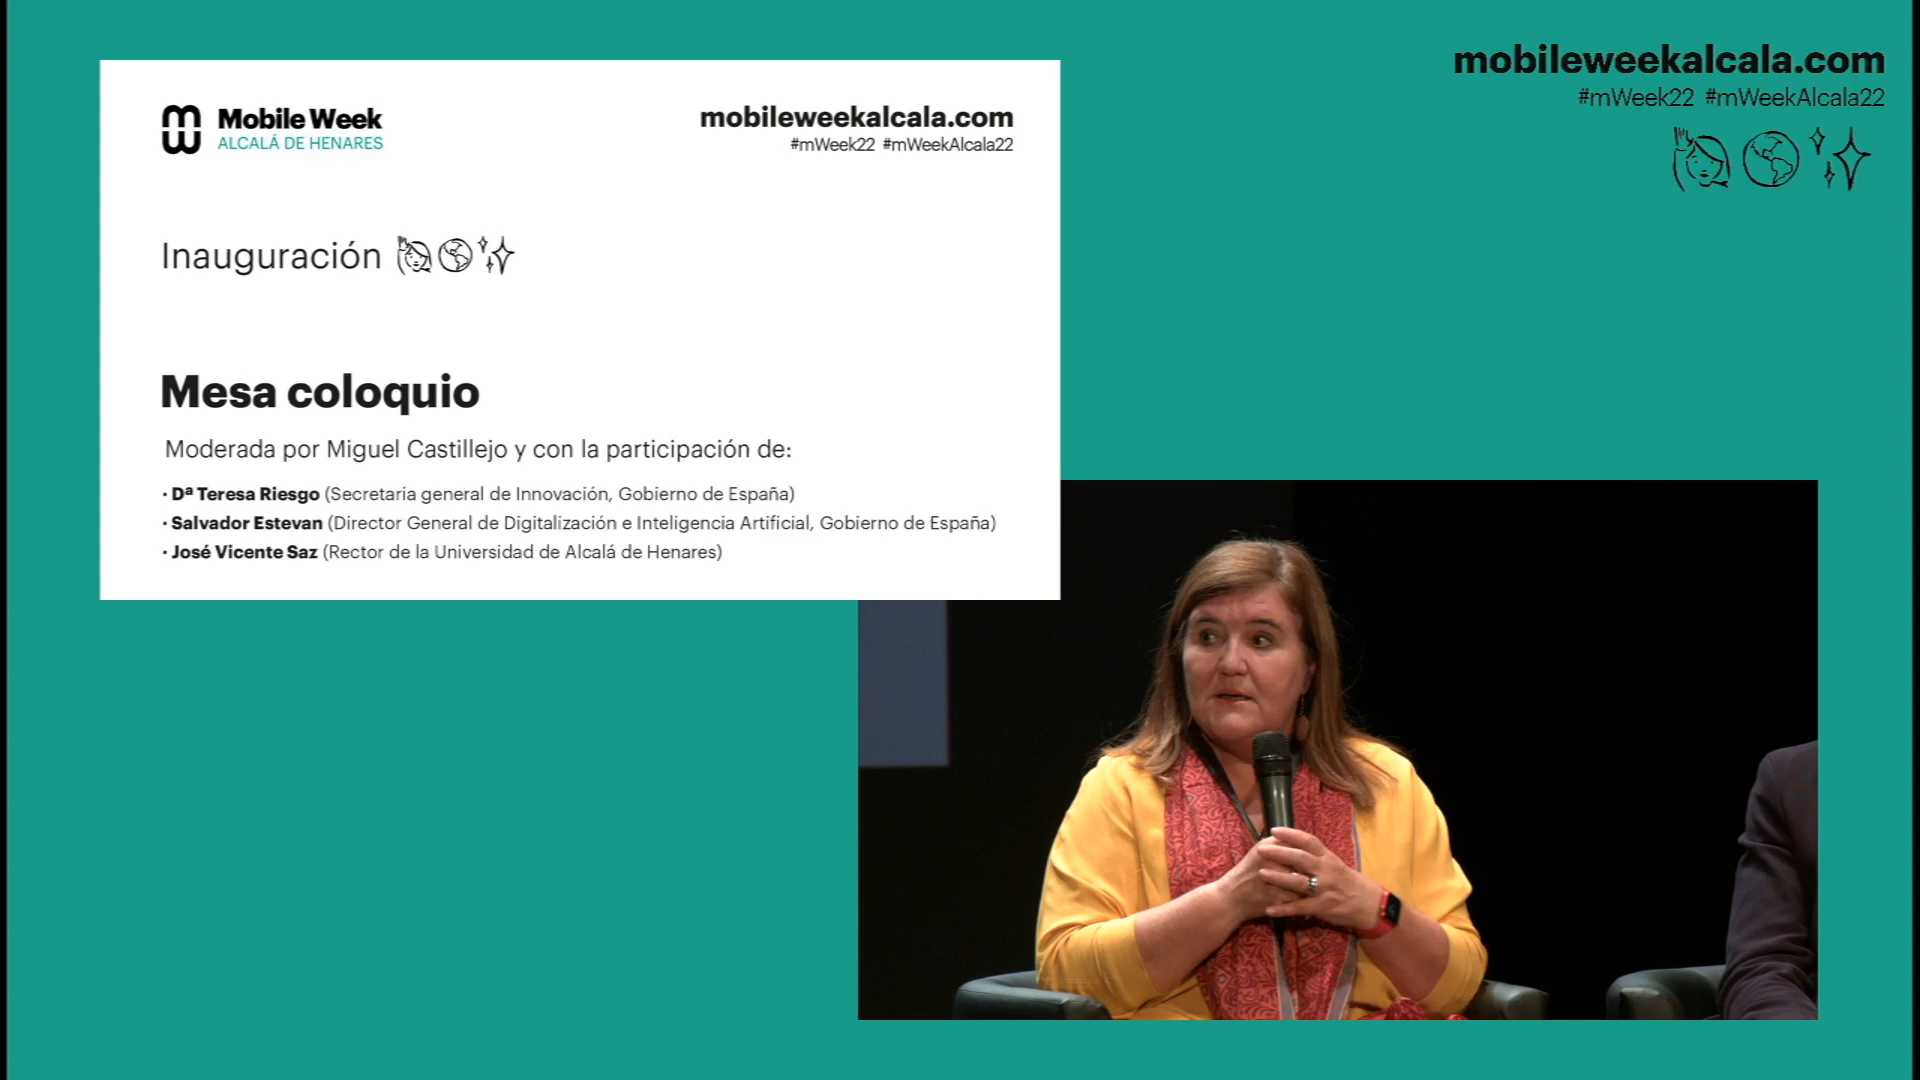 Mobile Week
ALCALÁ DE HENARES
mobileweekalcala.com
#mWeek22 #mWeekAlcala22
Inauguración
Mesa coloquio
Moderada por Miguel Castillejo y con la participación de:
· Dª Teresa Riesgo (Secretaria general de Innovación, Gobierno de España)
· Salvador Estevan (Director General de Digitalización e Inteligencia Artificial, Gobierno de España)
· José Vicente Saz (Rector de la Universidad de Alcalá de Henares)
mobileweekalcala.com
#mWeek22 #mWeekAlcala22